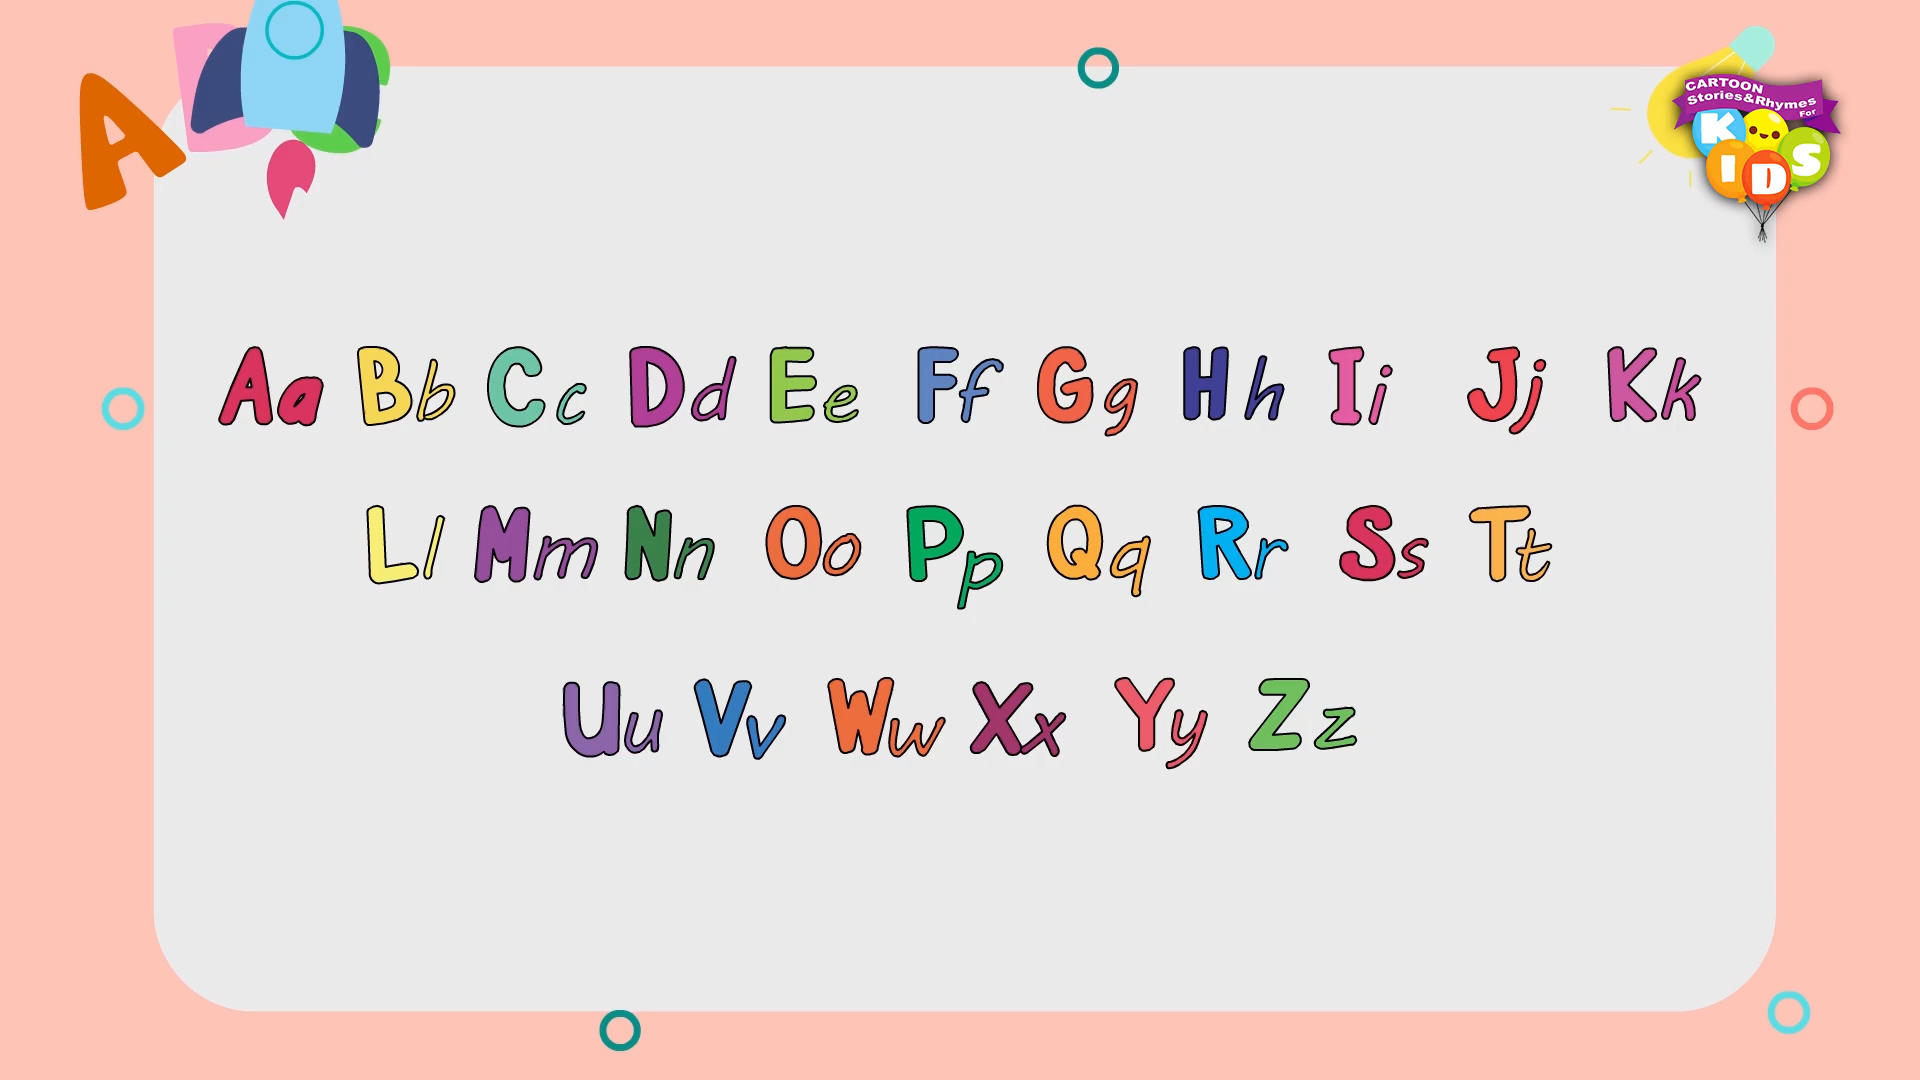 A
CARTOON
Stories&Rhymes
For
KIDS
Aa Bb Cc Dd Ee Ff Gg Hh Ii Jj Kk
Ll Mm Nn Oo Pp Qq Rr Ss Tt
Uu Vv Ww Xx Yy Zz